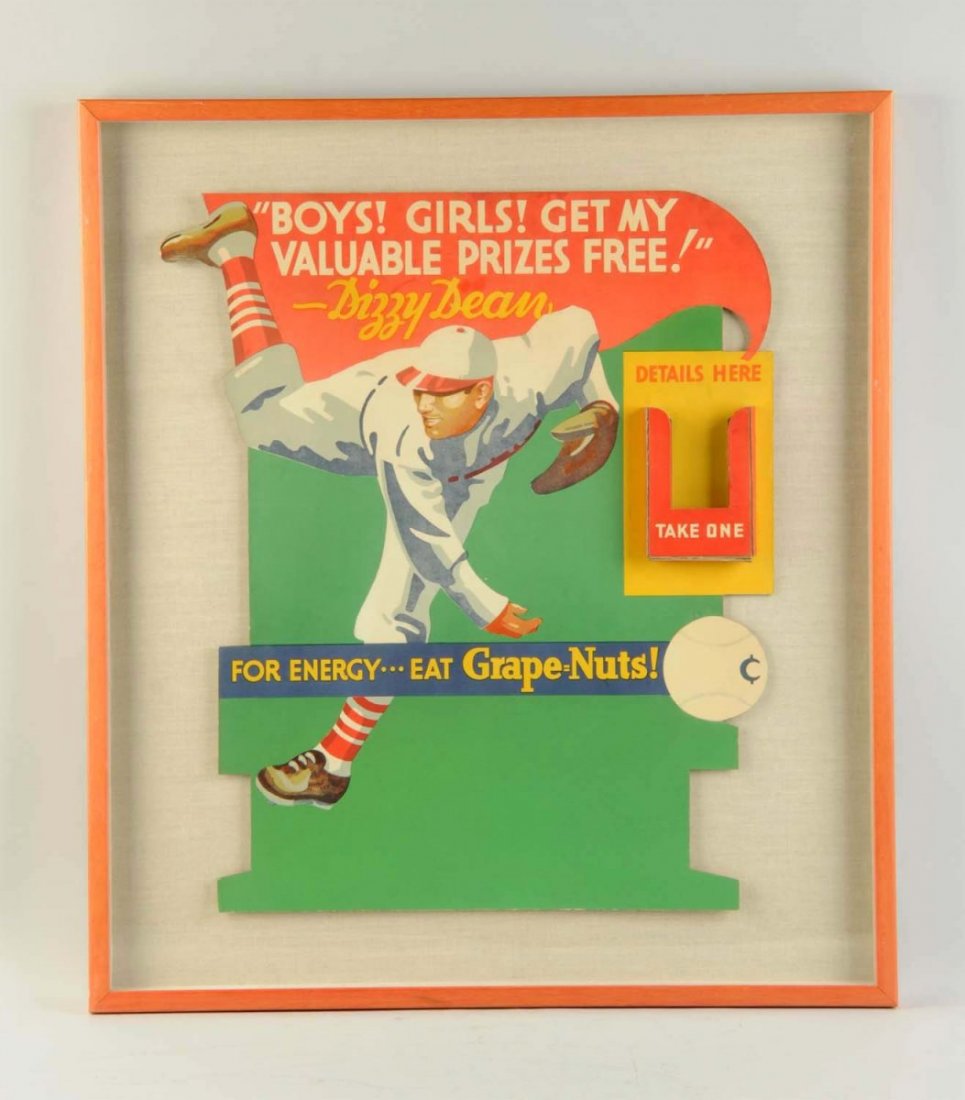 "BOYS! GIRLS! GET MY
VALUABLE PRIZES FREE!"
—Dizzy Dean
DETAILS HERE
TAKE ONE
FOR ENERGY... EAT Grape=Nuts!
¢